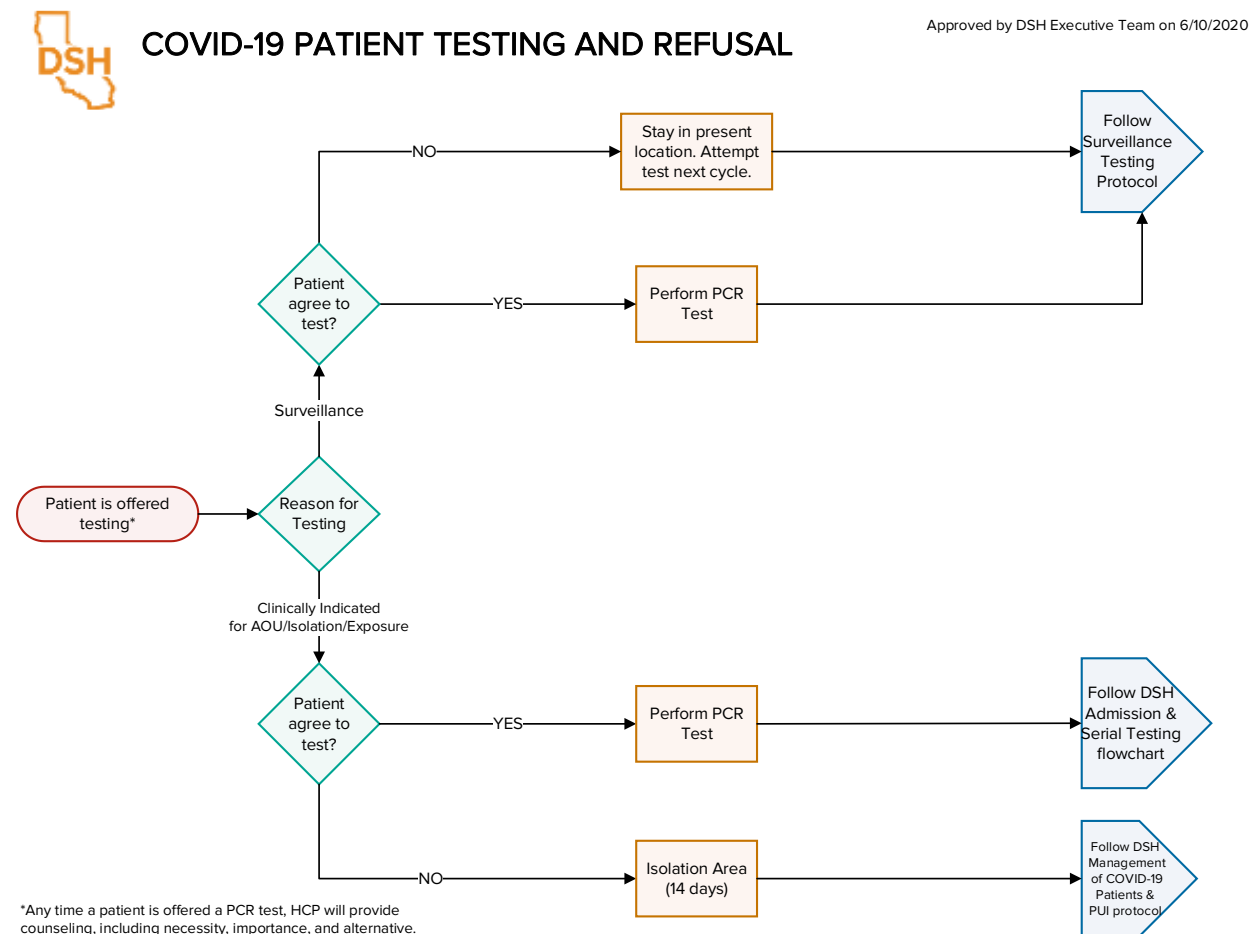 DSH
COVID-19 PATIENT TESTING AND REFUSAL
Approved by DSH Executive Team on 6/10/2020
NO
Stay in present
location. Attempt
test next cycle.
Follow
Surveillance
Testing
Protocol
Patient
agree to
test?
YES
Perform PCR
Test
Surveillance
Patient is offered
testing*
Reason for
Testing
Clinically Indicated
for AOU/Isolation/Exposure
Patient
agree to
test?
YES
Perform PCR
Test
Follow DSH
Admission &
Serial Testing
flowchart
NO
Isolation Area
(14 days)
Follow DSH
Management
of COVID-19
Patients &
PUI protocol
*Any time a patient is offered a PCR test, HCP will provide
counseling, including necessity, importance, and alternative.